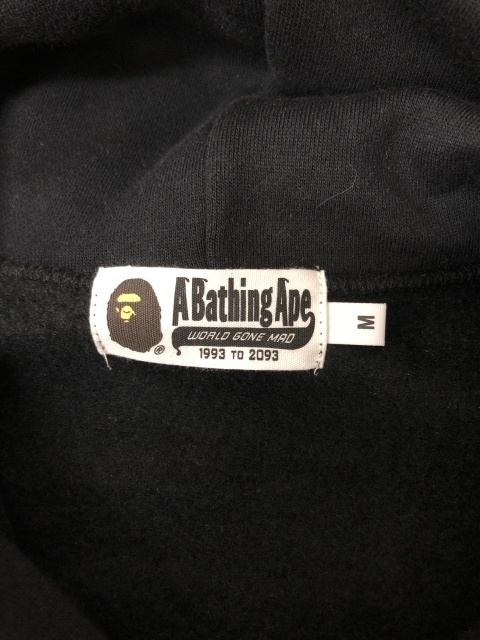 A Bathing Ape
WORLD GONE MAD
1993 TO 2093
®
M